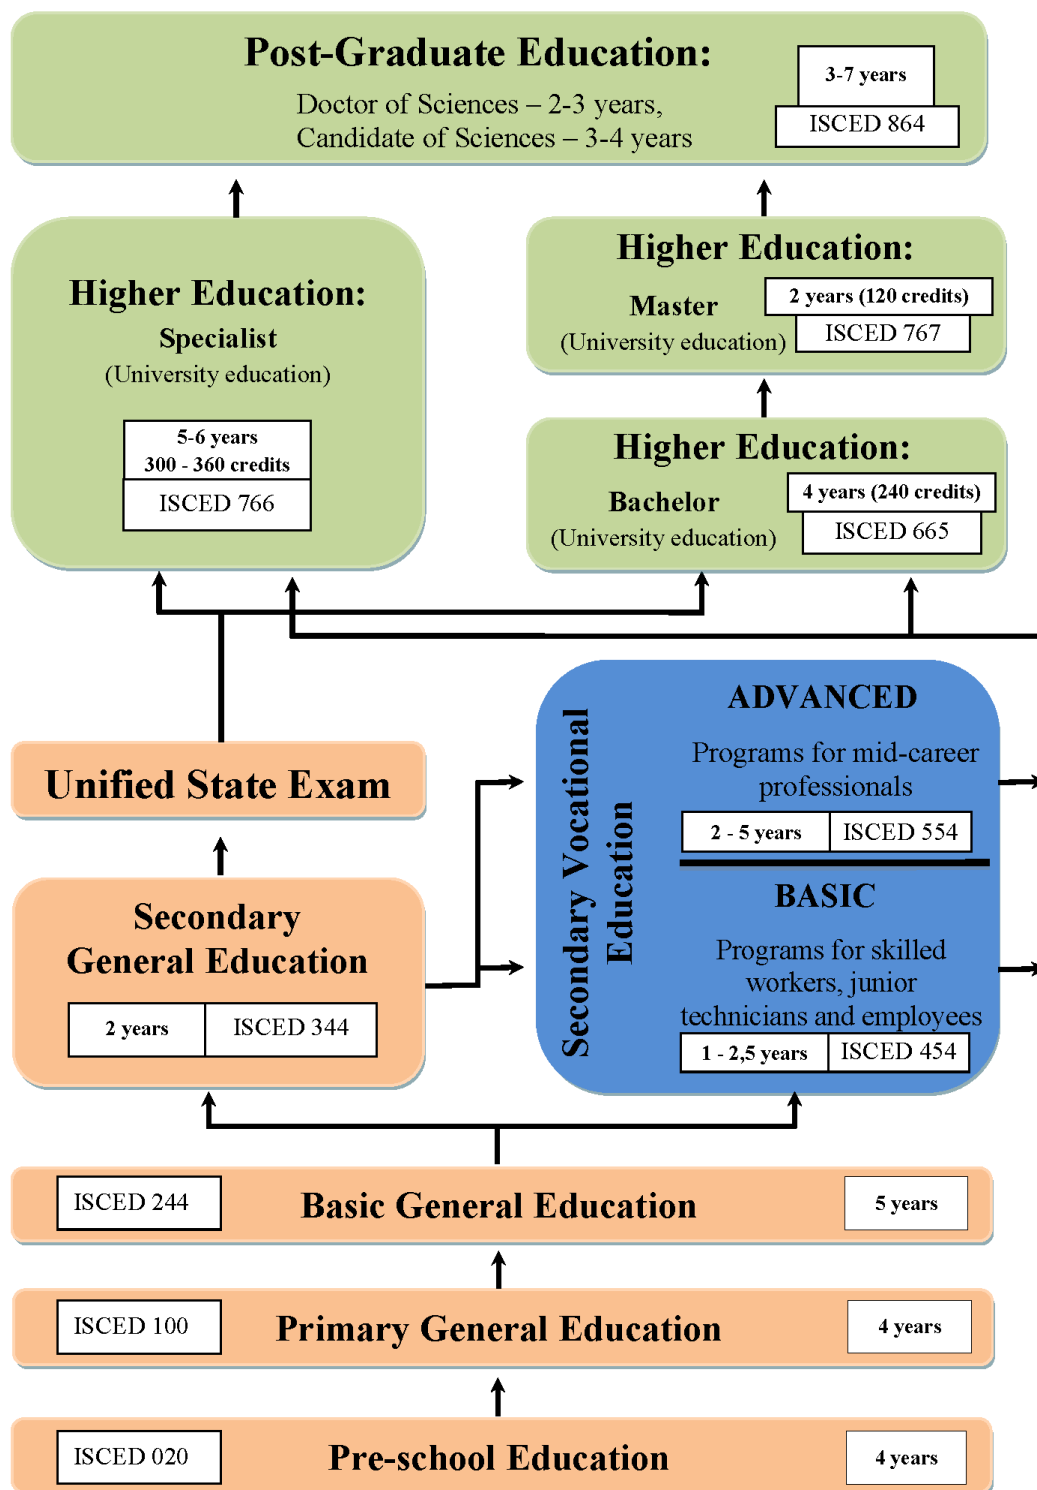 Post-Graduate Education:
Doctor of Sciences – 2-3 years,
Candidate of Sciences – 3-4 years
3-7 years
ISCED 864
Higher Education:
Specialist
(University education)
5-6 years
300 - 360 credits
ISCED 766
Higher Education:
Master
(University education)
2 years (120 credits)
ISCED 767
Higher Education:
Bachelor
(University education)
4 years (240 credits)
ISCED 665
Unified State Exam
Secondary
General Education
2 years
ISCED 344
Secondary Vocational
Education
ADVANCED
Programs for mid-career
professionals
2 - 5 years
ISCED 554
BASIC
Programs for skilled
workers, junior
technicians and employees
1 - 2,5 years
ISCED 454
ISCED 244
Basic General Education
5 years
ISCED 100
Primary General Education
4 years
ISCED 020
Pre-school Education
4 years